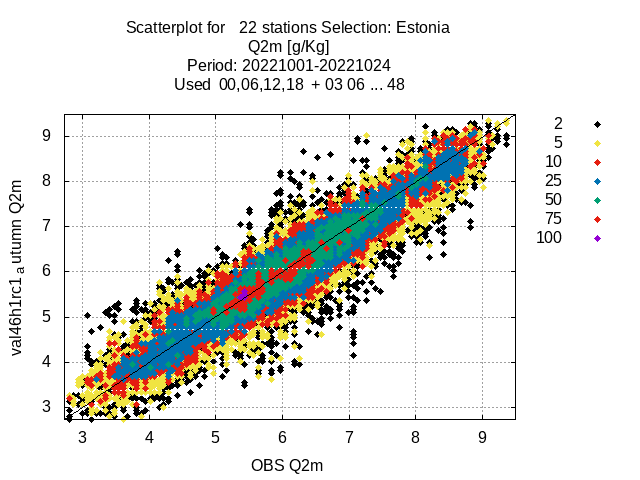 Scatterplot for 22 stations Selection: Estonia
Q2m [g/Kg]
Period: 20221001-20221024
Used 00,06,12,18 + 03 06 ... 48
val46h1rc1_autumn Q2m
9
8
7
6
5
4
3
3 4 5 6 7 8 9
OBS Q2m
2
5
10
25
50
75
100